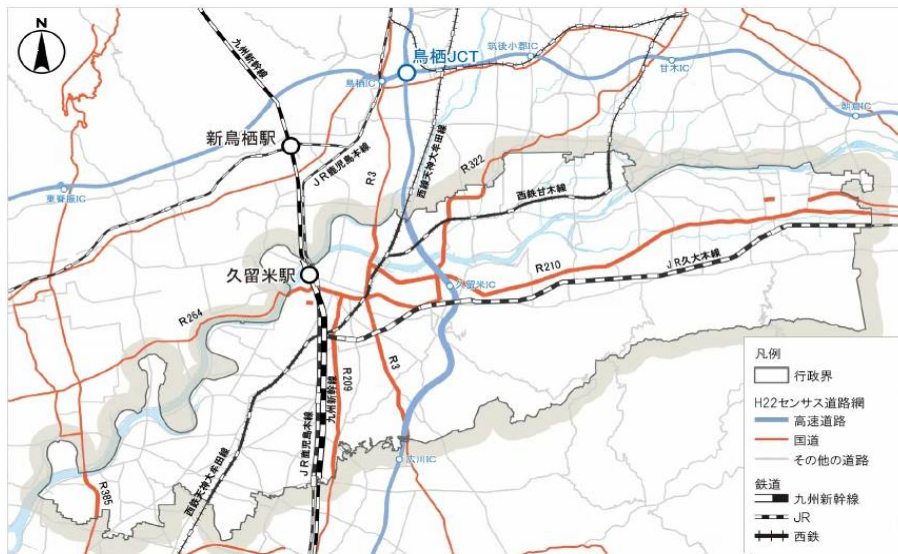 N
九州新幹線
鳥栖JCT
筑後小郡IC
甘木IC
鳥栖IC
朝倉IC
新鳥栖駅
JR鹿児島本線
R3
西鉄天神大牟田線
R322
西鉄甘木線
東脊振IC
久留米駅
R210
JR久大本線
久留米IC
R264
R3
R209
九州新幹線
JR鹿児島本線
西鉄天神大牟田線
広川IC
R385
凡例
行政界
H22センサス道路網
高速道路
国道
その他の道路
鉄道
九州新幹線
JR
西鉄